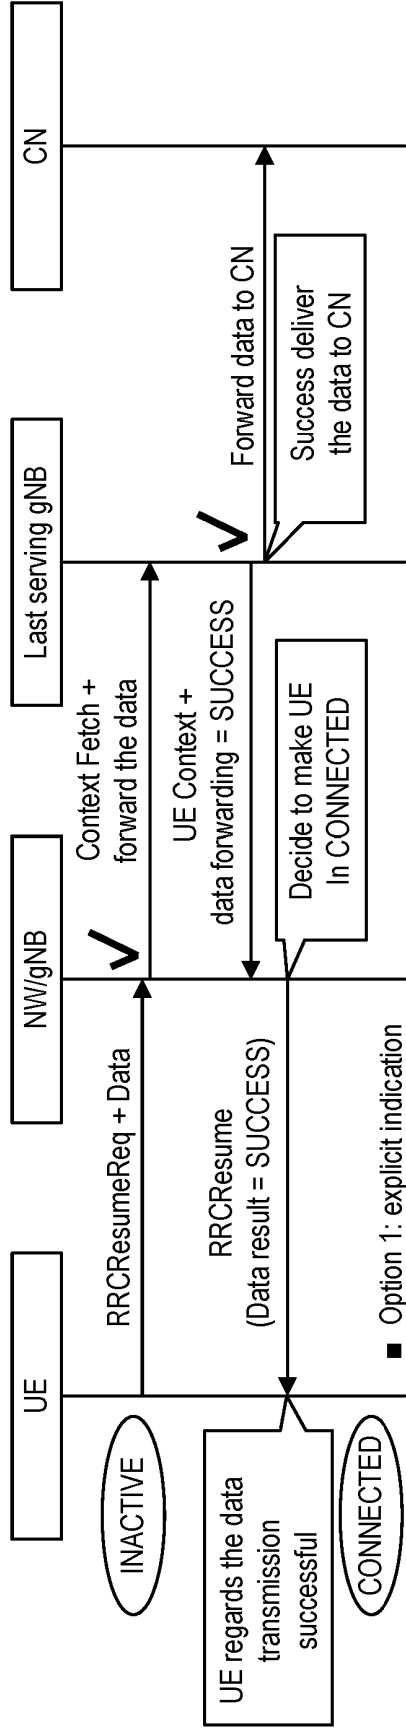 UE
NW/gNB
Last serving gNB
CN
INACTIVE
RRCResumeReq + Data
Context Fetch +
forward the data
UE Context +
data forwarding = SUCCESS
Forward data to CN
Success deliver
the data to CN
RRCResume
(Data result = SUCCESS)
Decide to make UE
In CONNECTED
UE regards the data
transmission
successful
CONNECTED
■ Option 1: explicit indication